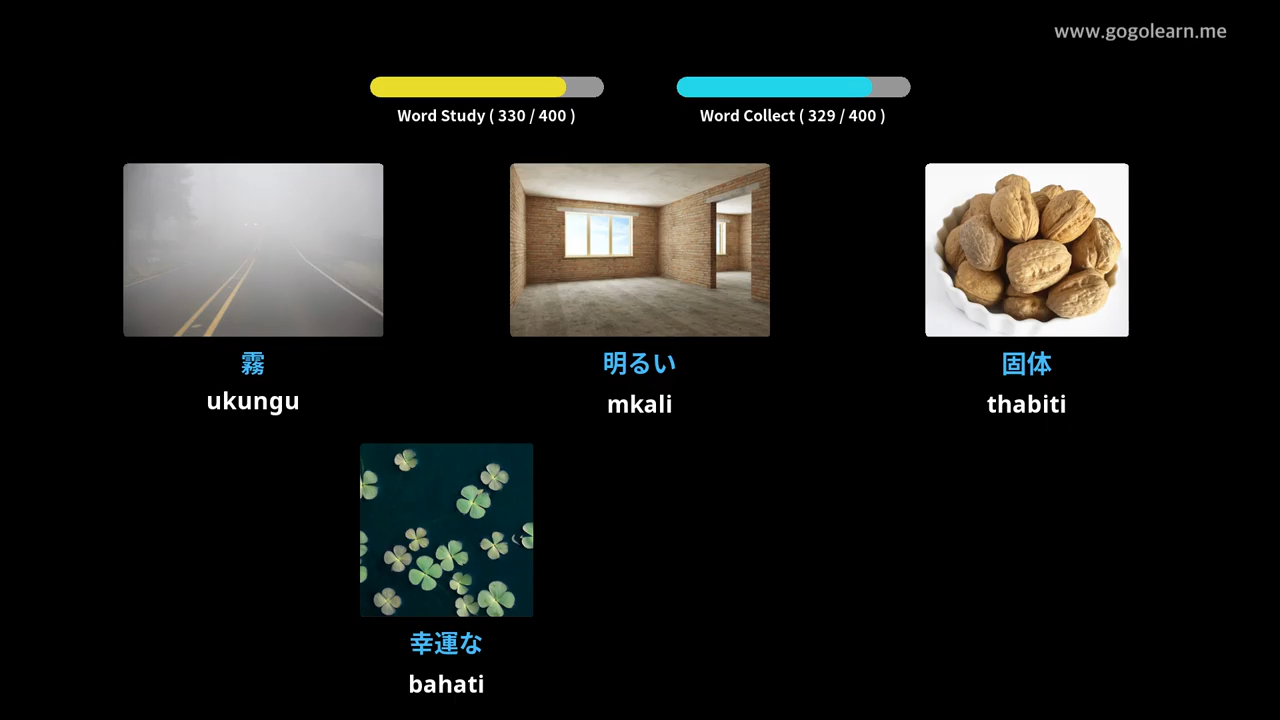 www.gogolearn.me
Word Study ( 330 / 400 )
Word Collect ( 329 / 400 )
霧
ukungu
明るい
mkali
固体
thabiti
幸運な
bahati